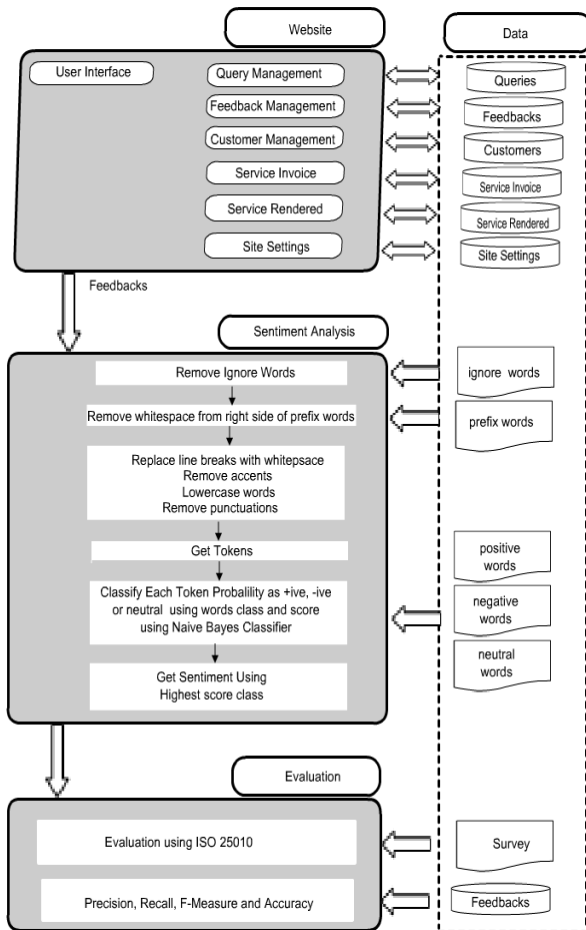 Website
Data
User Interface
Query Management
Feedback Management
Customer Management
Service Invoice
Service Rendered
Site Settings
Queries
Feedbacks
Customers
Service Invoice
Service Rendered
Site Settings
Feedbacks
Sentiment Analysis
Remove Ignore Words
Remove whitespace from right side of prefix words
Replace line breaks with whitepsace
Remove accents
Lowercase words
Remove punctuations
Get Tokens
Classify Each Token Probalility as +ive, -ive
or neutral using words class and score
using Naive Bayes Classifier
Get Sentiment Using
Highest score class
ignore words
prefix words
positive
words
negative
words
neutral
words
Evaluation
Evaluation using ISO 25010
Precision, Recall, F-Measure and Accuracy
Survey
Feedbacks